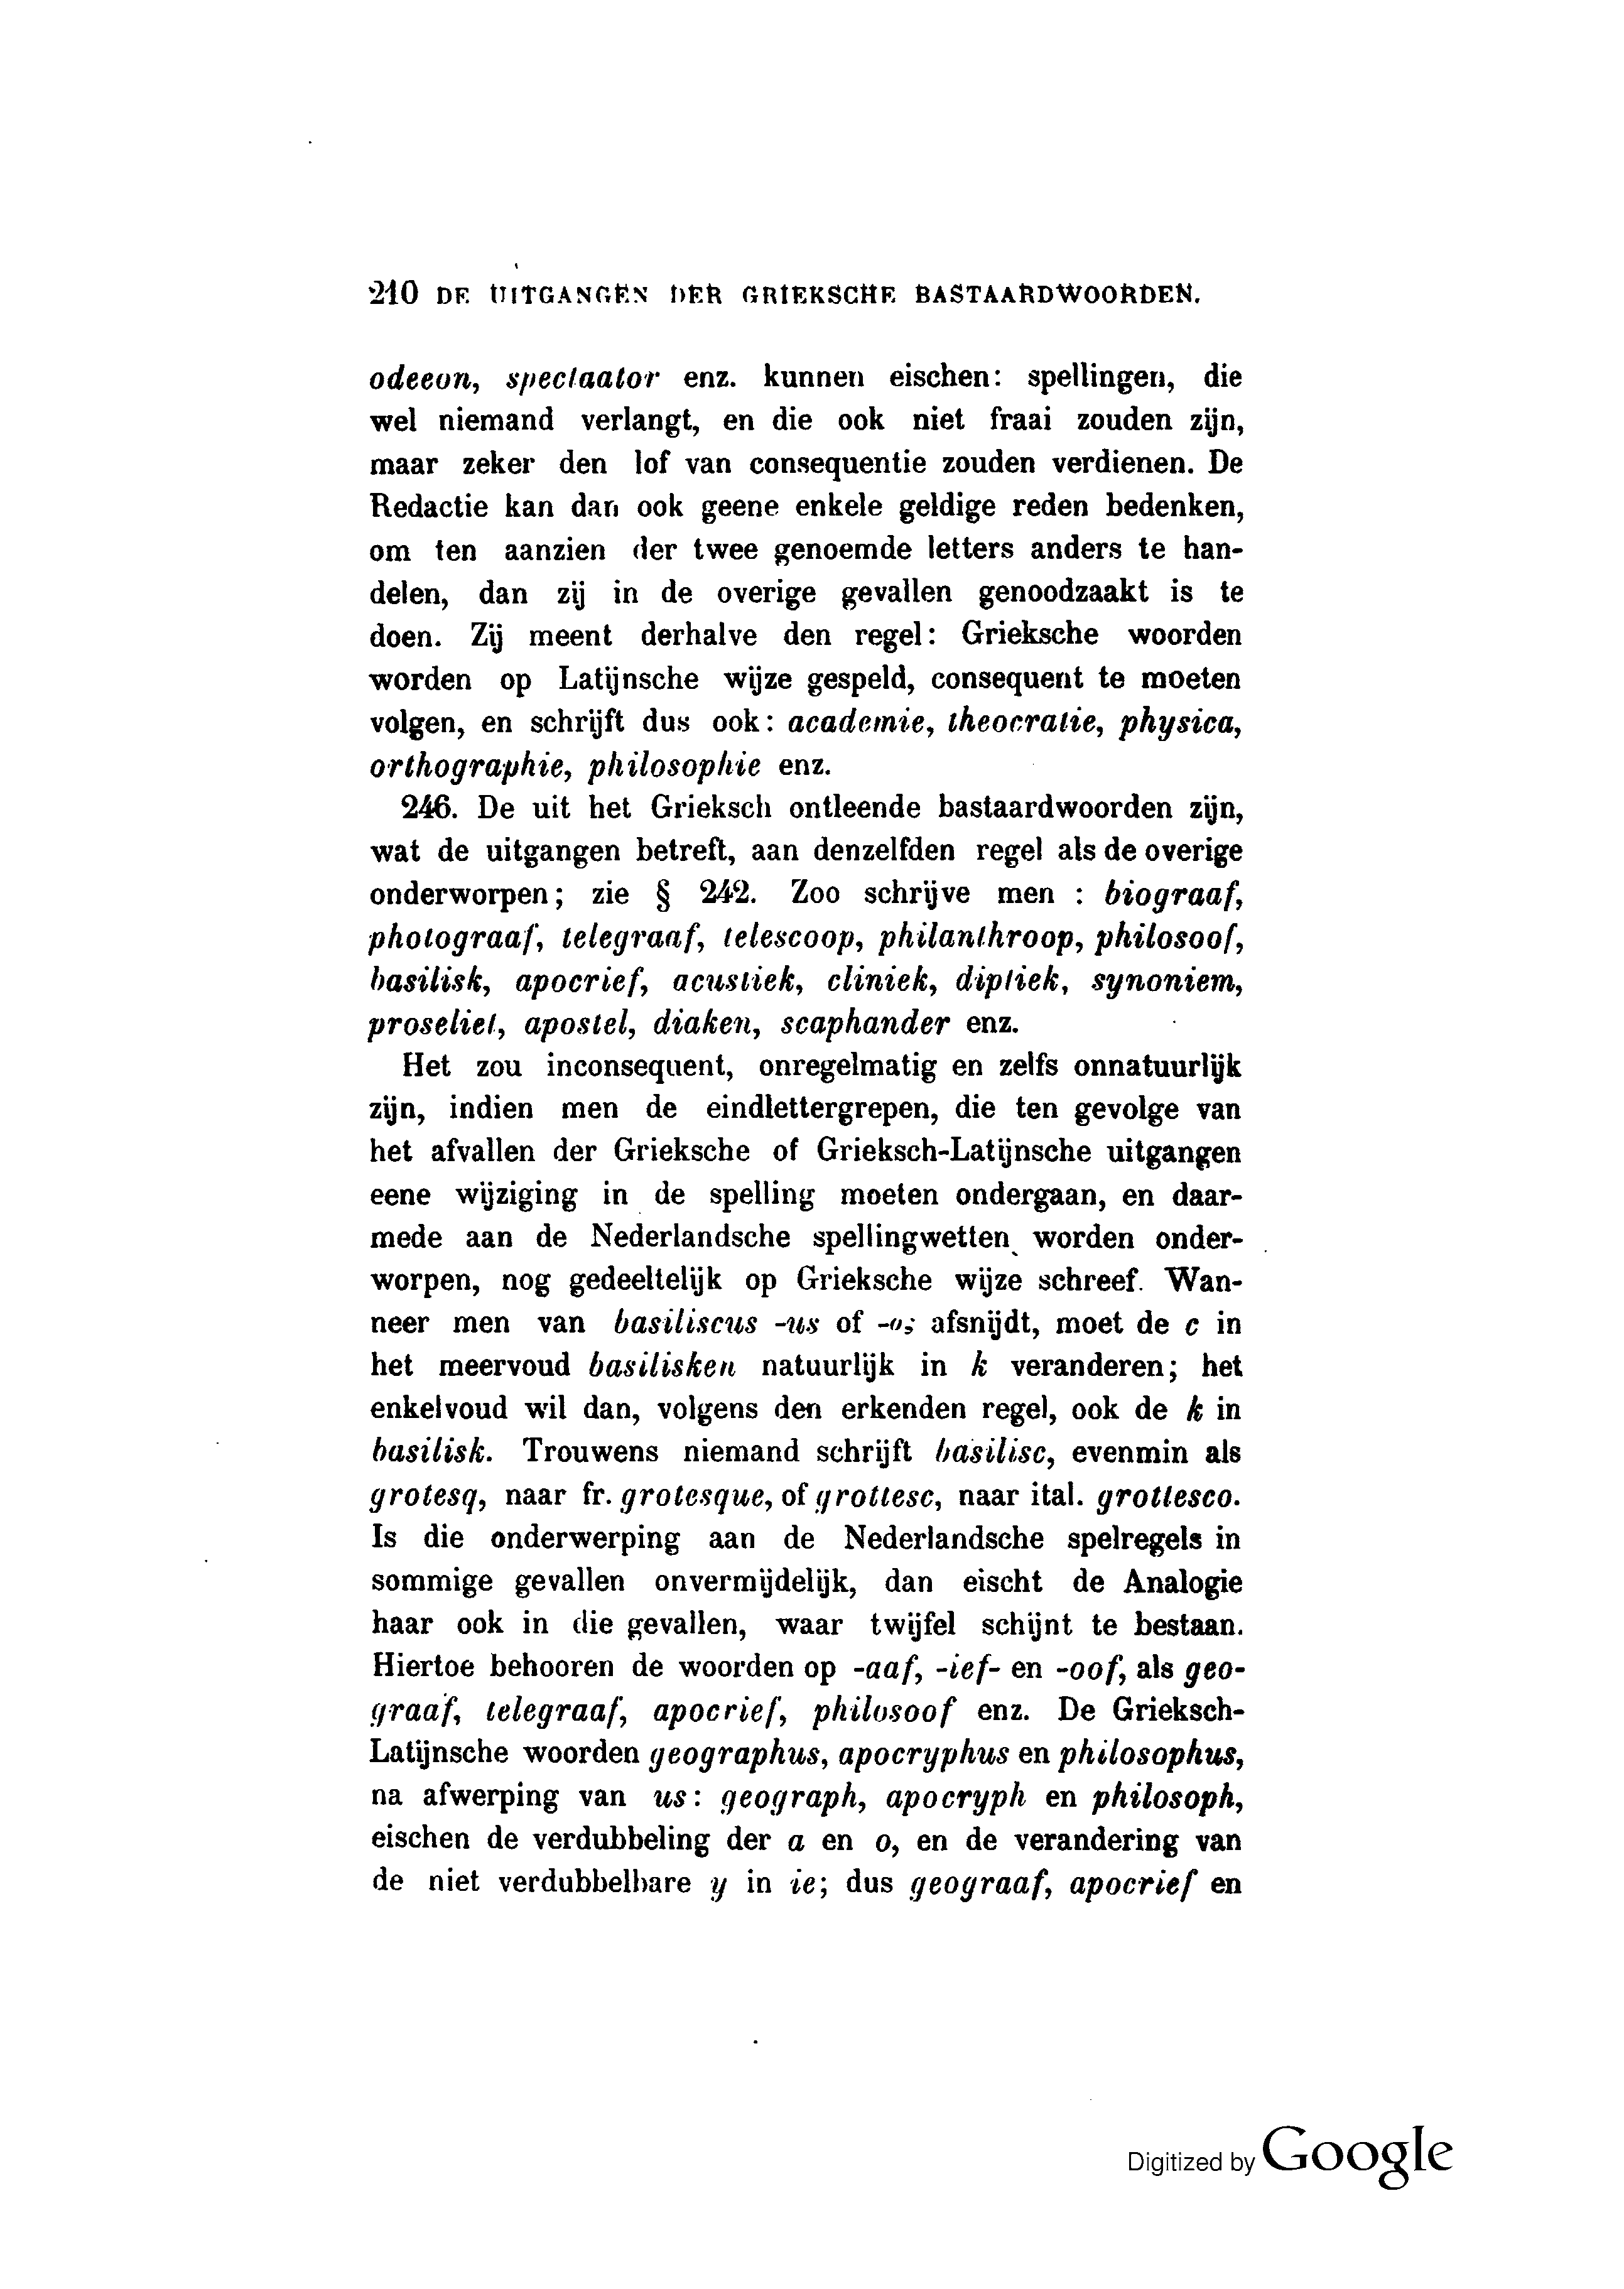 210 DE UITGANGEN DER GRIEKSCHE BASTAARDWOORDEN.
odeeon, spectaator enz. kunnen eischen: spellingen, die
wel niemand verlangt, en die ook niet fraai zouden zijn,
maar zeker den lof van consequentie zouden verdienen. De
Redactie kan dan ook geene enkele geldige reden bedenken,
om ten aanzien der twee genoemde letters anders te han-
delen, dan zij in de overige gevallen genoodzaakt is te
doen. Zij meent derhalve den regel: Grieksche woorden
worden op Latijnsche wijze gespeld, consequent te moeten
volgen, en schrijft dus ook: academie, theocratie, physica,
orthographie, philosophie enz.
246. De uit het Grieksch ontleende bastaardwoorden zijn,
wat de uitgangen betreft, aan denzelfden regel als de overige
onderworpen; zie § 242. Zoo schrijve men : biograaf,
photograaf, telegraaf, telescoop, philanthroop, philosoof,
basilisk, apocrief, acustiek, cliniek, diptiek, synoniem,
proseliet, apostel, diaken, scaphander enz.
Het zou inconsequent, onregelmatig en zelfs onnatuurlijk
zijn, indien men de eindlettergrepen, die ten gevolge van
het afvallen der Grieksche of Grieksch-Latijnsche uitgangen
eene wijziging in de spelling moeten ondergaan, en daar-
mede aan de Nederlandsche spellingwetten worden onder-
worpen, nog gedeeltelijk op Grieksche wijze schreef. Wan-
neer men van basiliscus -us of -ος afsnijdt, moet de c in
het meervoud basilisken natuurlijk in k veranderen; het
enkelvoud wil dan, volgens den erkenden regel, ook de k in
basilisk. Trouwens niemand schrijft basilisc, evenmin als
grotesq, naar fr. grotesque, of grottesc, naar ital. grottesco.
Is die onderwerping aan de Nederlandsche spelregels in
sommige gevallen onvermijdelijk, dan eischt de Analogie
haar ook in die gevallen, waar twijfel schijnt te bestaan.
Hiertoe behooren de woorden op -aaf, -ief- en -oof, als geo-
graaf, telegraaf, apocrief, philosoof enz. De Grieksch-
Latijnsche woorden geographus, apocryphus en philosophus,
na afwerping van us: geograph, apocryph en philosoph,
eischen de verdubbeling der a en o, en de verandering van
de niet verdubbelbare y in ie; dus geograaf, apocrief en
Digitized by Google